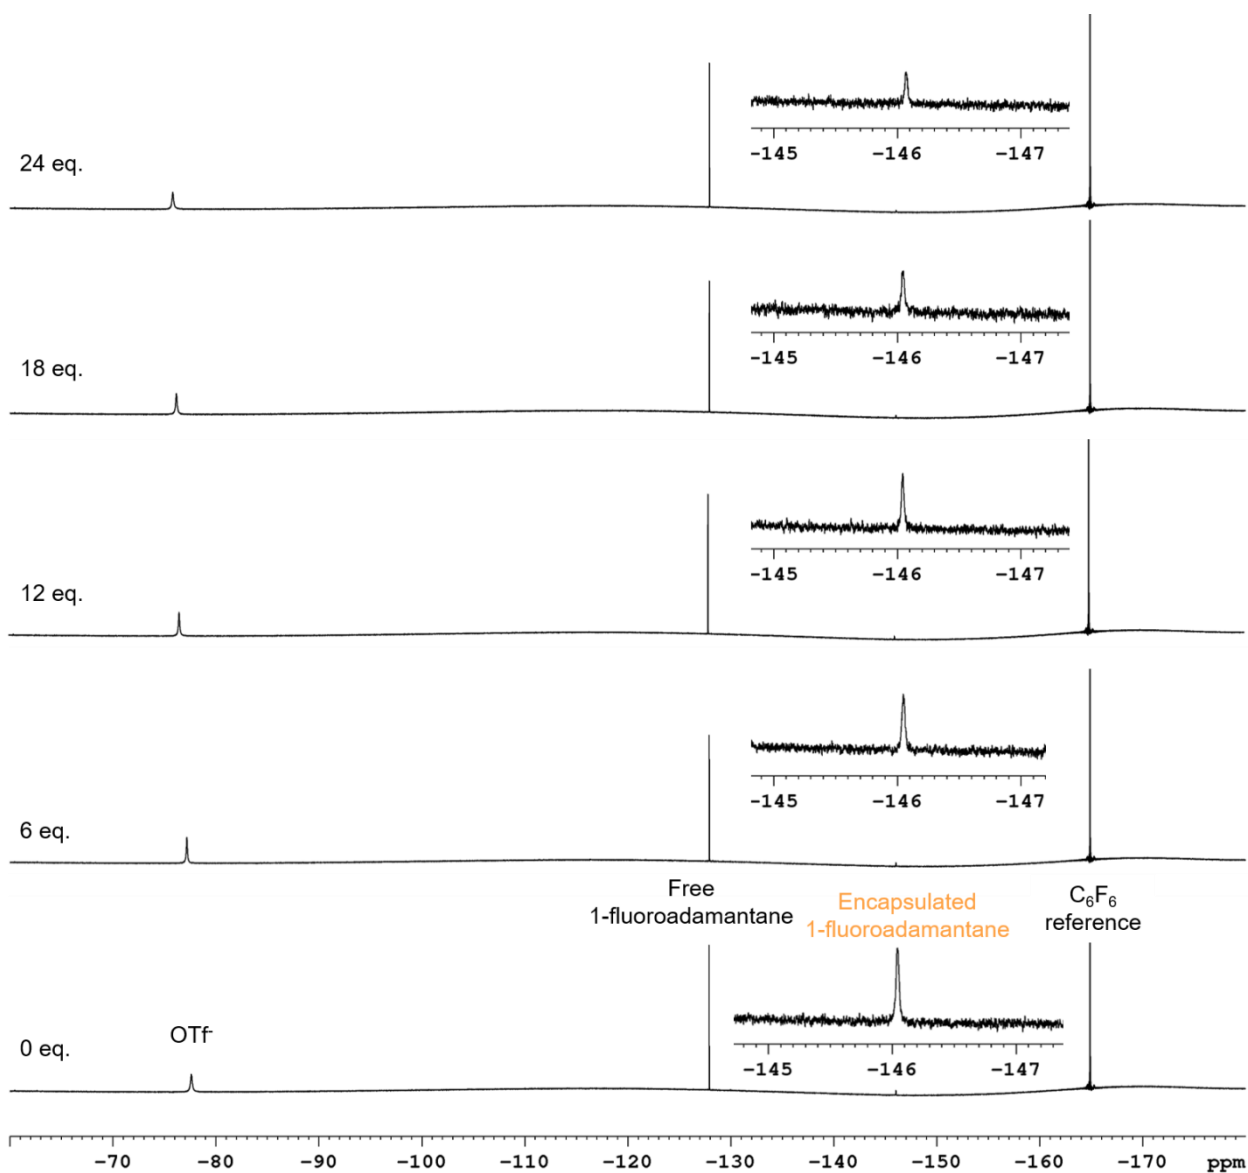 24 eq.
-145 -146 -147
18 eq.
-145 -146 -147
12 eq.
-145 -146 -147
6 eq.
-145 -146 -147
Free
1-fluoroadamantane
Encapsulated
1-fluoroadamantane
C₆F₆
reference
0 eq.
OTf⁻
-145 -146 -147
-70 -80 -90 -100 -110 -120 -130 -140 -150 -160 -170 ppm